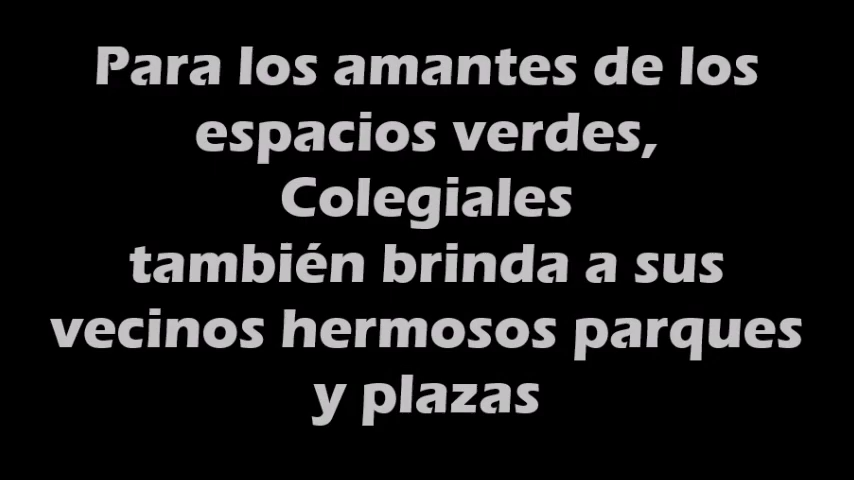 Para los amantes de los
espacios verdes,
Colegiales
también brinda a sus
vecinos hermosos parques
y plazas